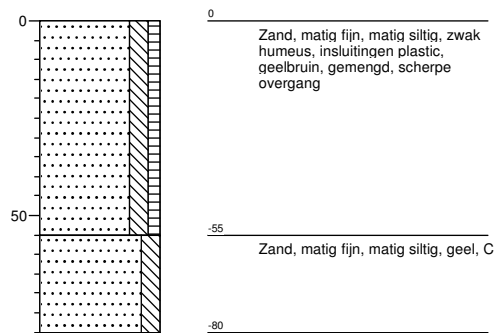 0
0
Zand, matig fijn, matig siltig, zwak
humeus, insluitingen plastic,
geelbruin, gemengd, scherpe
overgang
50
-55
Zand, matig fijn, matig siltig, geel, C
-80